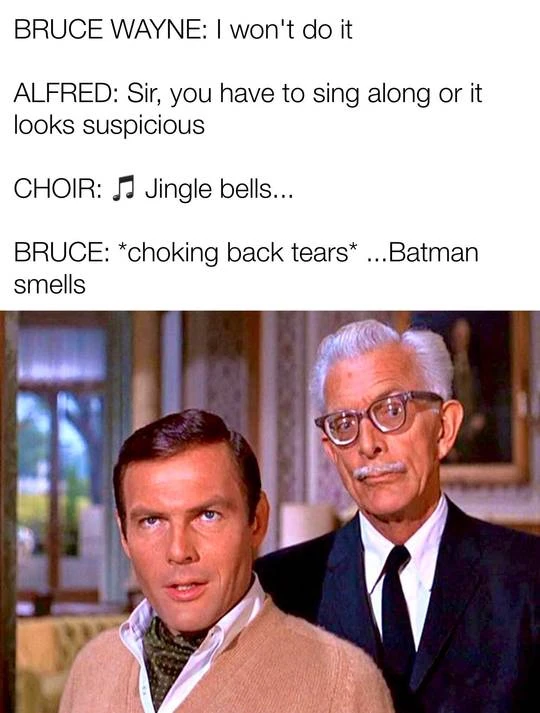 BRUCE WAYNE: I won't do it
ALFRED: Sir, you have to sing along or it
looks suspicious
CHOIR: 🎵 Jingle bells...
BRUCE: *choking back tears* ...Batman
smells